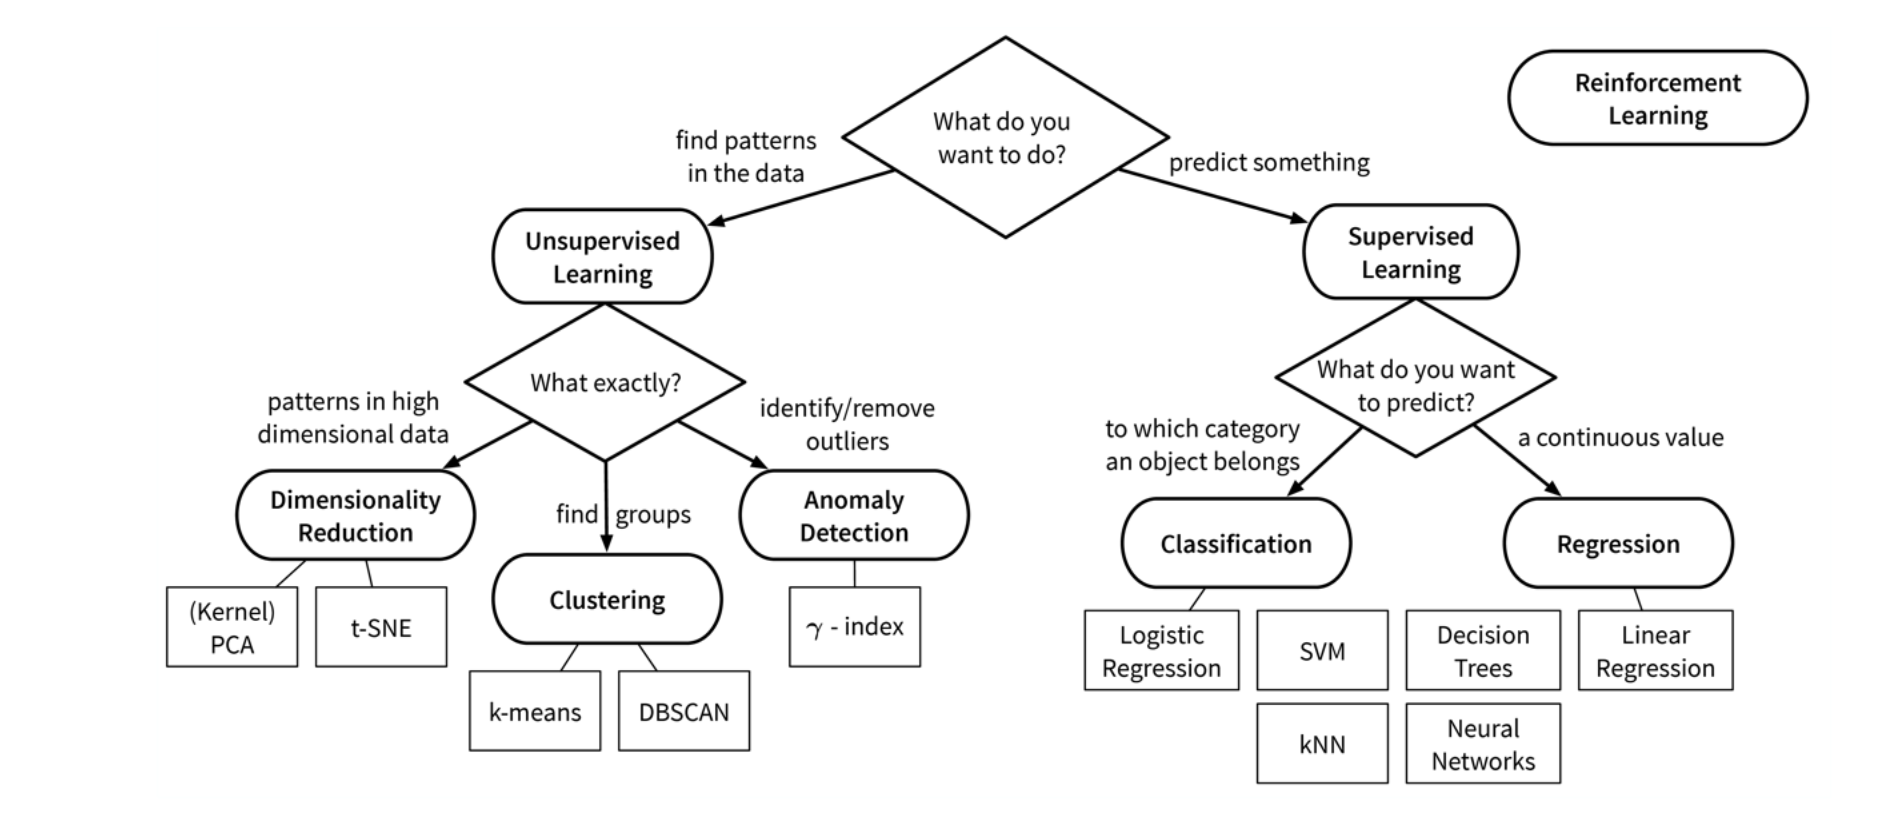 What do you
want to do?
Reinforcement
Learning
find patterns
in the data
predict something
Unsupervised
Learning
Supervised
Learning
What exactly?
What do you want
to predict?
patterns in high
dimensional data
identify/remove
outliers
to which category
an object belongs
a continuous value
Dimensionality
Reduction
find groups
Anomaly
Detection
Classification
Regression
Clustering
(Kernel)
PCA
t-SNE
γ - index
Logistic
Regression
SVM
Decision
Trees
Linear
Regression
k-means
DBSCAN
kNN
Neural
Networks